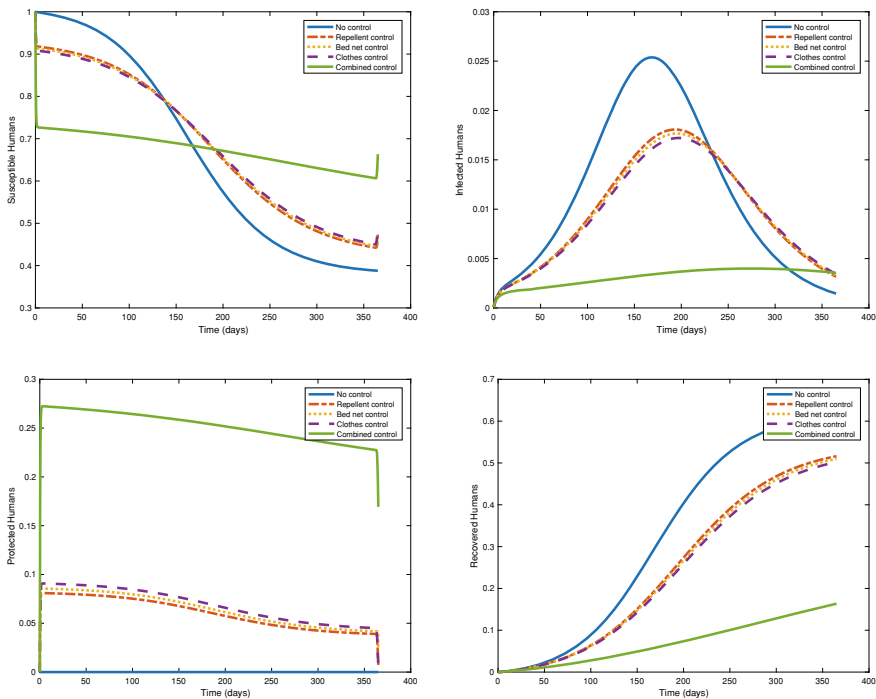 1
0.9
0.8
0.7
0.6
0.5
0.4
0.3
Susceptible Humans
0
50
100
150
200
250
300
350
400
Time (days)
No control
Repellent control
Bed net control
Clothes control
Combined control
0.03
0.025
0.02
0.015
0.01
0.005
0
Infected Humans
0
50
100
150
200
250
300
350
400
Time (days)
No control
Repellent control
Bed net control
Clothes control
Combined control
0.3
0.25
0.2
0.15
0.1
0.05
0
Protected Humans
0
50
100
150
200
250
300
350
400
Time (days)
No control
Repellent control
Bed net control
Clothes control
Combined control
0.7
0.6
0.5
0.4
0.3
0.2
0.1
0
Recovered Humans
0
50
100
150
200
250
300
350
400
Time (days)
No control
Repellent control
Bed net control
Clothes control
Combined control